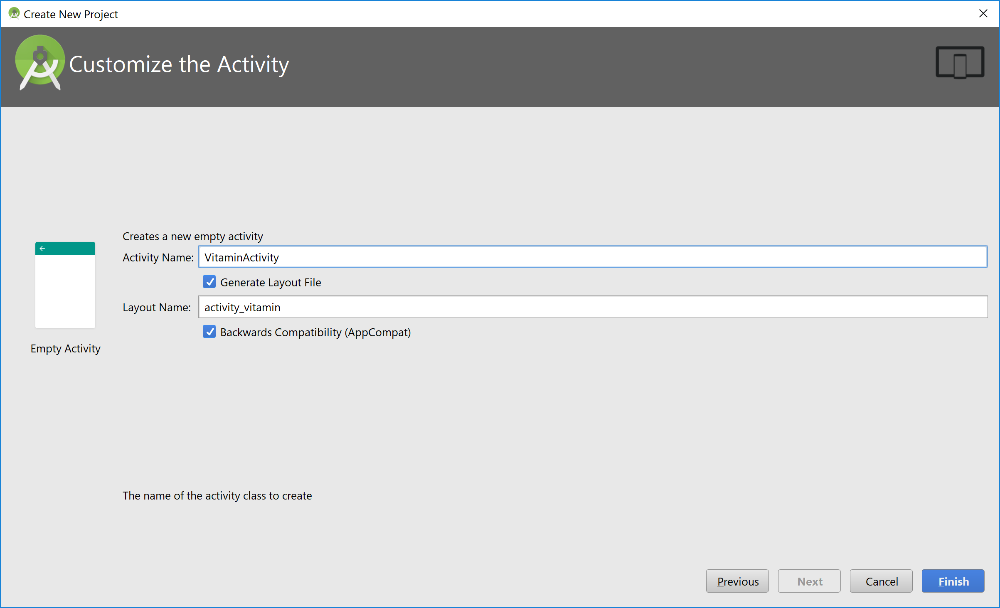 Create New Project
Customize the Activity
Creates a new empty activity
Activity Name: VitaminActivity
Generate Layout File
Layout Name: activity_vitamin
Backwards Compatibility (AppCompat)
Empty Activity
The name of the activity class to create
Previous Next Cancel Finish